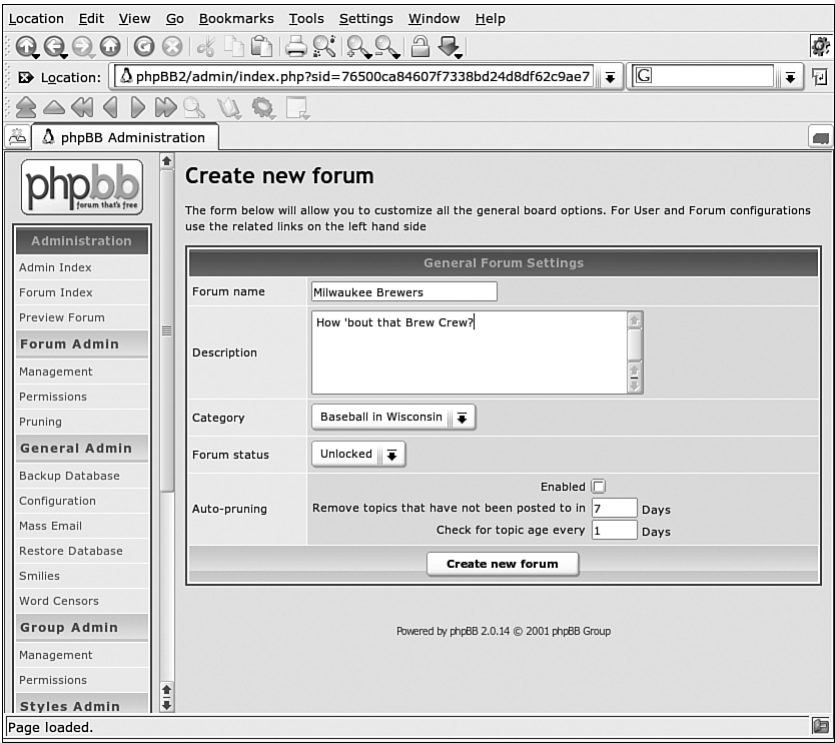 Location Edit View Go Bookmarks Tools Settings Window Help
Location: phpBB2/admin/index.php?sid=76500ca84607f7338bd24d8df62c9ae7 G
phpBB Administration
phpbb
forum that's free
Administration
Admin Index
Forum Index
Preview Forum
Forum Admin
Management
Permissions
Pruning
General Admin
Backup Database
Configuration
Mass Email
Restore Database
Smilies
Word Censors
Group Admin
Management
Permissions
Styles Admin
Create new forum
The form below will allow you to customize all the general board options. For User and Forum configurations
use the related links on the left hand side
General Forum Settings
Forum name Milwaukee Brewers
Description How 'bout that Brew Crew?
Category Baseball in Wisconsin
Forum status Unlocked
Auto-pruning
Enabled
Remove topics that have not been posted to in 7 Days
Check for topic age every 1 Days
Create new forum
Powered by phpBB 2.0.14 © 2001 phpBB Group
Page loaded.